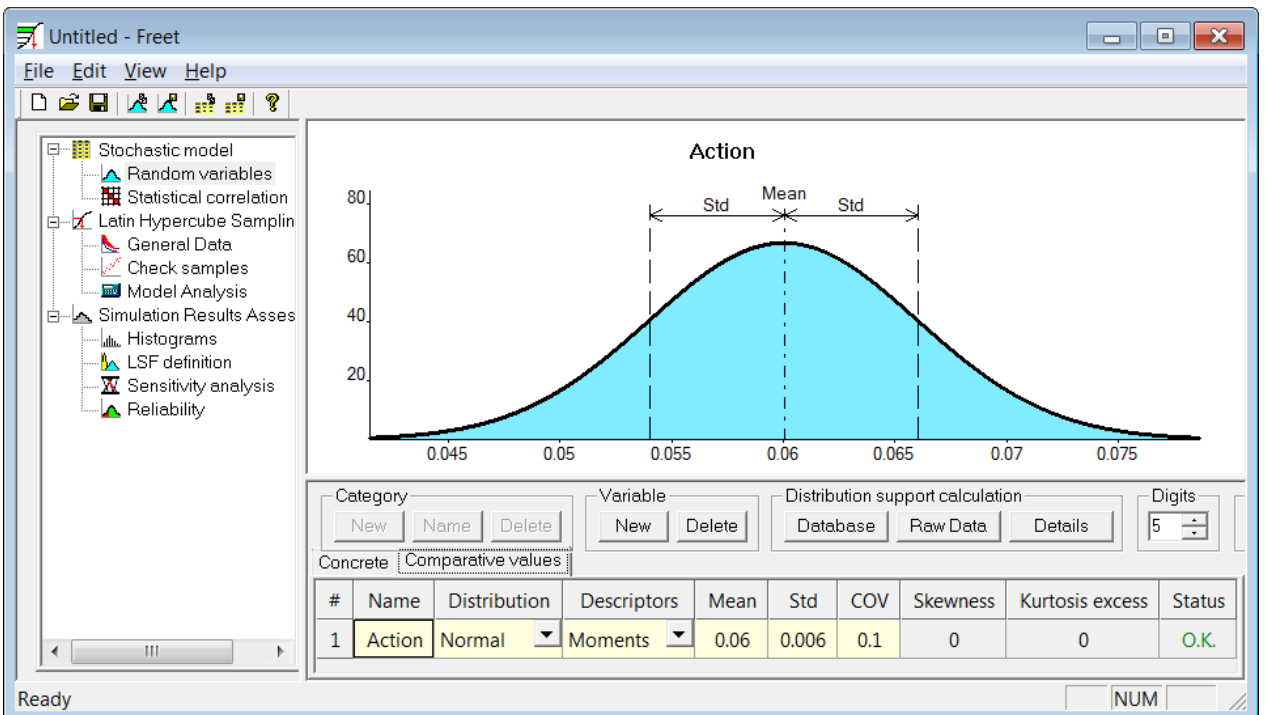 Untitled - Freet
File Edit View Help
Stochastic model
Random variables
Statistical correlation
Latin Hypercube Samplin
General Data
Check samples
Model Analysis
Simulation Results Asses
Histograms
LSF definition
Sensitivity analysis
Reliability
Action
Mean
Std Std
80
60
40
20
0.045 0.05 0.055 0.06 0.065 0.07 0.075
Category Variable Distribution support calculation Digits
New Name Delete New Delete Database Raw Data Details 5
Concrete Comparative values
# Name Distribution Descriptors Mean Std COV Skewness Kurtosis excess Status
1 Action Normal Moments 0.06 0.006 0.1 0 0 O.K.
Ready NUM